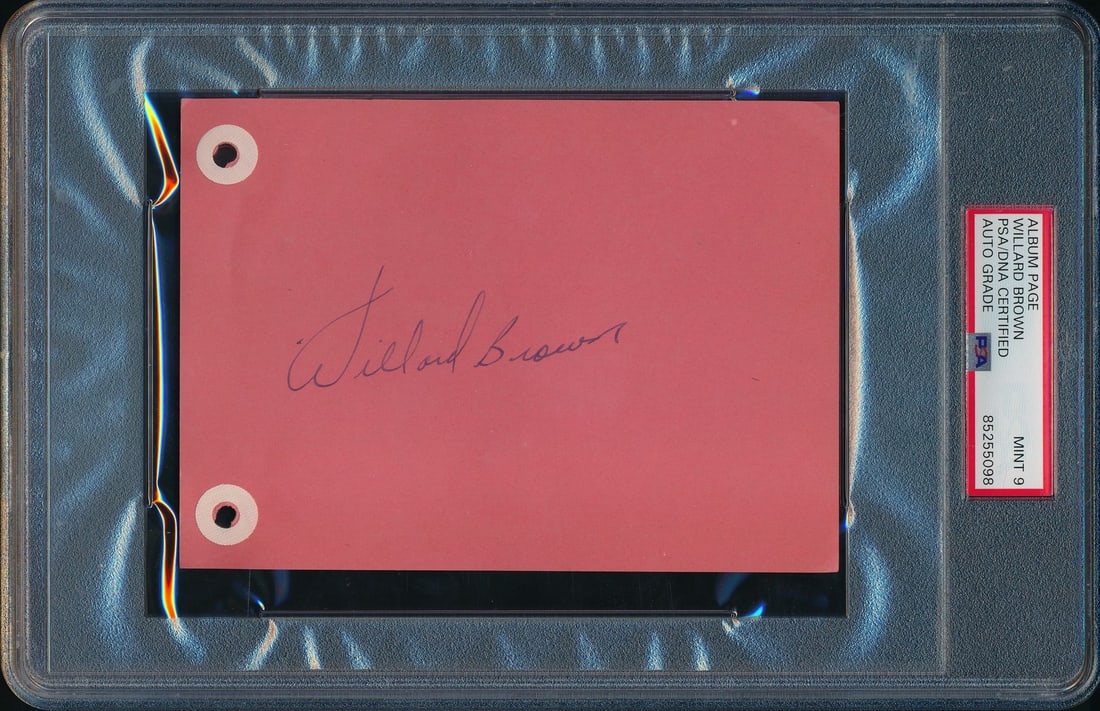 Willard Brown
ALBUM PAGE
WILLARD BROWN
PSA/DNA CERTIFIED
AUTO GRADE MINT 9
85255098
PSA